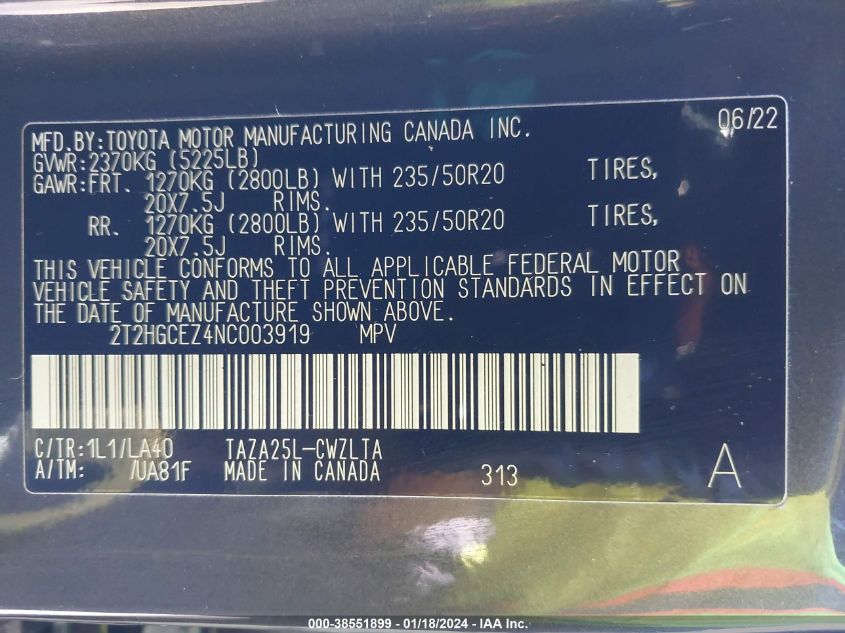 06/22
MFD.BY:TOYOTA MOTOR MANUFACTURING CANADA INC.
GVWR:2370KG (5225LB)
GAWR:FRT. 1270KG (2800LB) WITH 235/50R20 TIRES,
20X7.5J RIMS.
RR. 1270KG (2800LB) WITH 235/50R20 TIRES,
20X7.5J RIMS.
THIS VEHICLE CONFORMS TO ALL APPLICABLE FEDERAL MOTOR
VEHICLE SAFETY AND THEFT PREVENTION STANDARDS IN EFFECT ON
THE DATE OF MANUFACTURE SHOWN ABOVE.
2T2HGCEZ4NC003919 MPV
C/TR:1L1/LA40 TAZA25L-CWZLTA
A/TM: /UA81F MADE IN CANADA 313 A
000-38551899 - 01/18/2024 - IAA Inc.